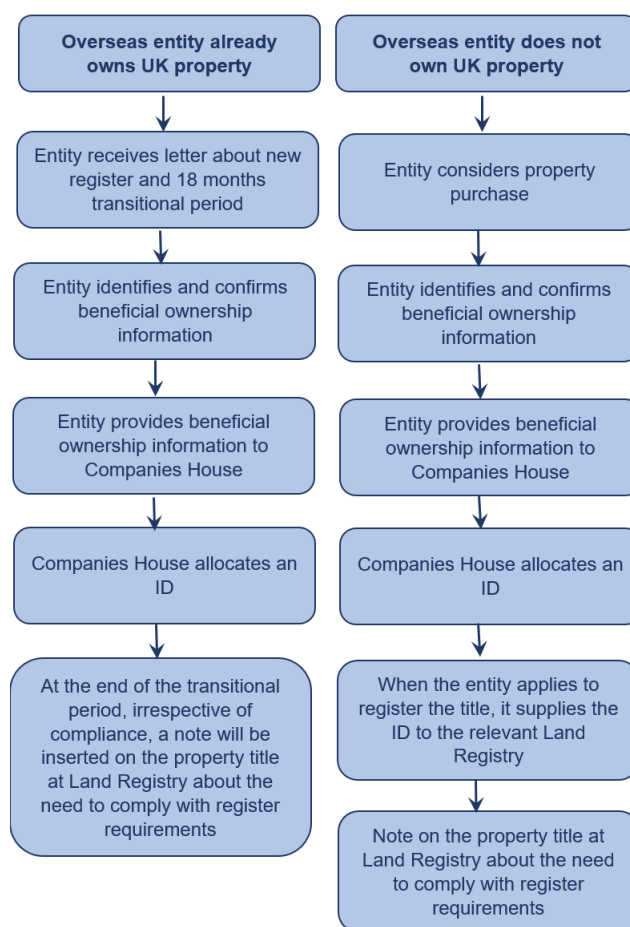 Overseas entity already
owns UK property
Entity receives letter about new
register and 18 months
transitional period
Entity identifies and confirms
beneficial ownership
information
Entity provides beneficial
ownership information to
Companies House
Companies House allocates an
ID
At the end of the transitional
period, irrespective of
compliance, a note will be
inserted on the property title
at Land Registry about the
need to comply with register
requirements
Overseas entity does not
own UK property
Entity considers property
purchase
Entity identifies and confirms
beneficial ownership
information
Entity provides beneficial
ownership information to
Companies House
Companies House allocates an
ID
When the entity applies to
register the title, it supplies the
ID to the relevant Land
Registry
Note on the property title at
Land Registry about the need
to comply with register
requirements